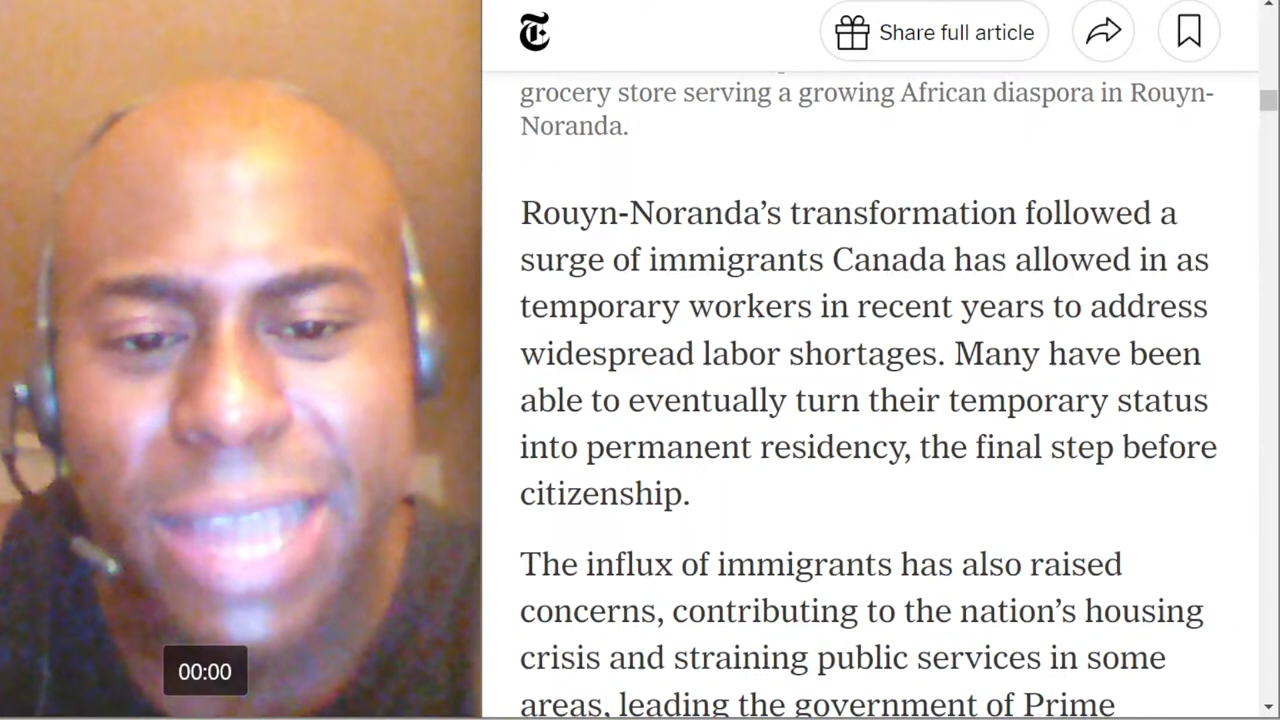 Share full article
grocery store serving a growing African diaspora in Rouyn-
Noranda.
Rouyn-Noranda’s transformation followed a
surge of immigrants Canada has allowed in as
temporary workers in recent years to address
widespread labor shortages. Many have been
able to eventually turn their temporary status
into permanent residency, the final step before
citizenship.
The influx of immigrants has also raised
concerns, contributing to the nation’s housing
crisis and straining public services in some
areas, leading the government of Prime
00:00